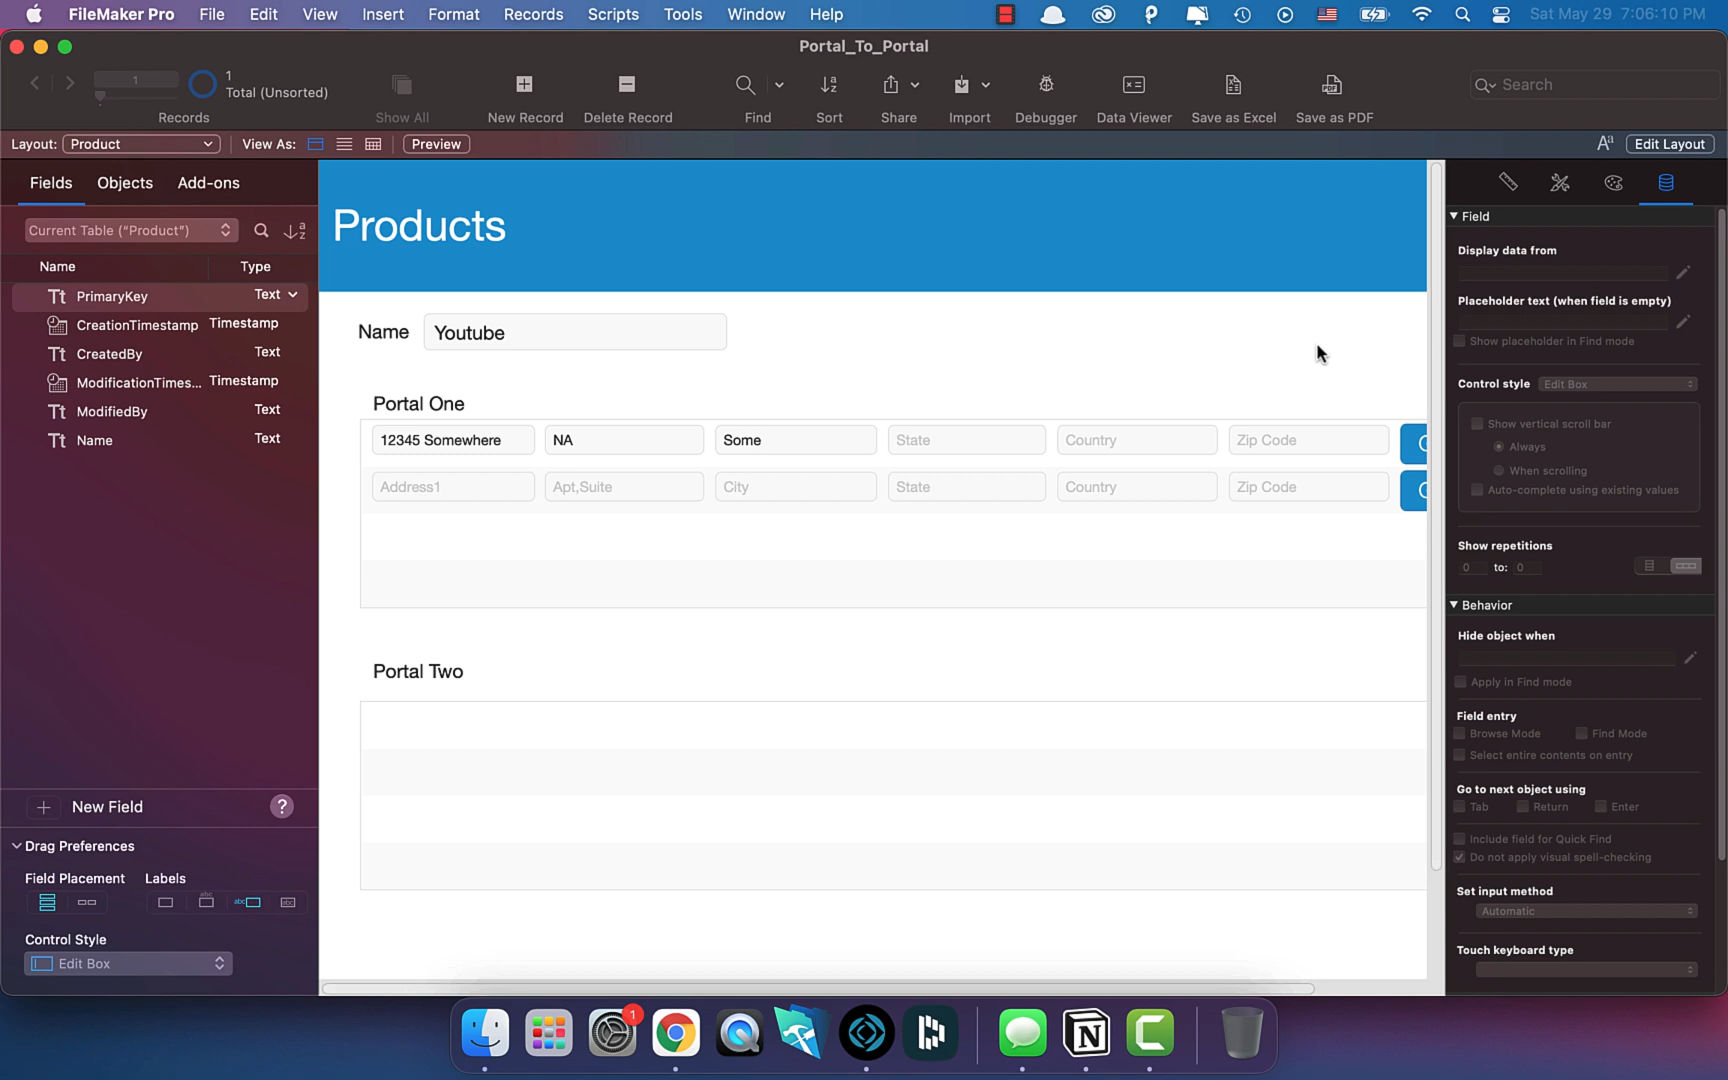 FileMaker Pro File Edit View Insert Format Records Scripts Tools Window Help Sat May 29 7:06:10 PM
Portal_To_Portal
1 1 Total (Unsorted) Search
Records Show All New Record Delete Record Find Sort Share Import Debugger Data Viewer Save as Excel Save as PDF
Layout: Product View As: Preview Aa Edit Layout
Fields Objects Add-ons
Current Table ("Product")
Name Type
PrimaryKey Text
CreationTimestamp Timestamp
CreatedBy Text
ModificationTimes... Timestamp
ModifiedBy Text
Name Text
New Field ?
Drag Preferences
Field Placement Labels
abc abc abc
Control Style
Edit Box
Products
Name Youtube
Portal One
12345 Somewhere NA Some State Country Zip Code
Address1 Apt,Suite City State Country Zip Code
Portal Two
Field
Display data from
Placeholder text (when field is empty)
Show placeholder in Find mode
Control style Edit Box
Show vertical scroll bar
Always
When scrolling
Auto-complete using existing values
Show repetitions
0 to: 0
Behavior
Hide object when
Apply in Find mode
Field entry
Browse Mode Find Mode
Select entire contents on entry
Go to next object using
Tab Return Enter
Include field for Quick Find
Do not apply visual spell-checking
Set input method
Automatic
Touch keyboard type
1